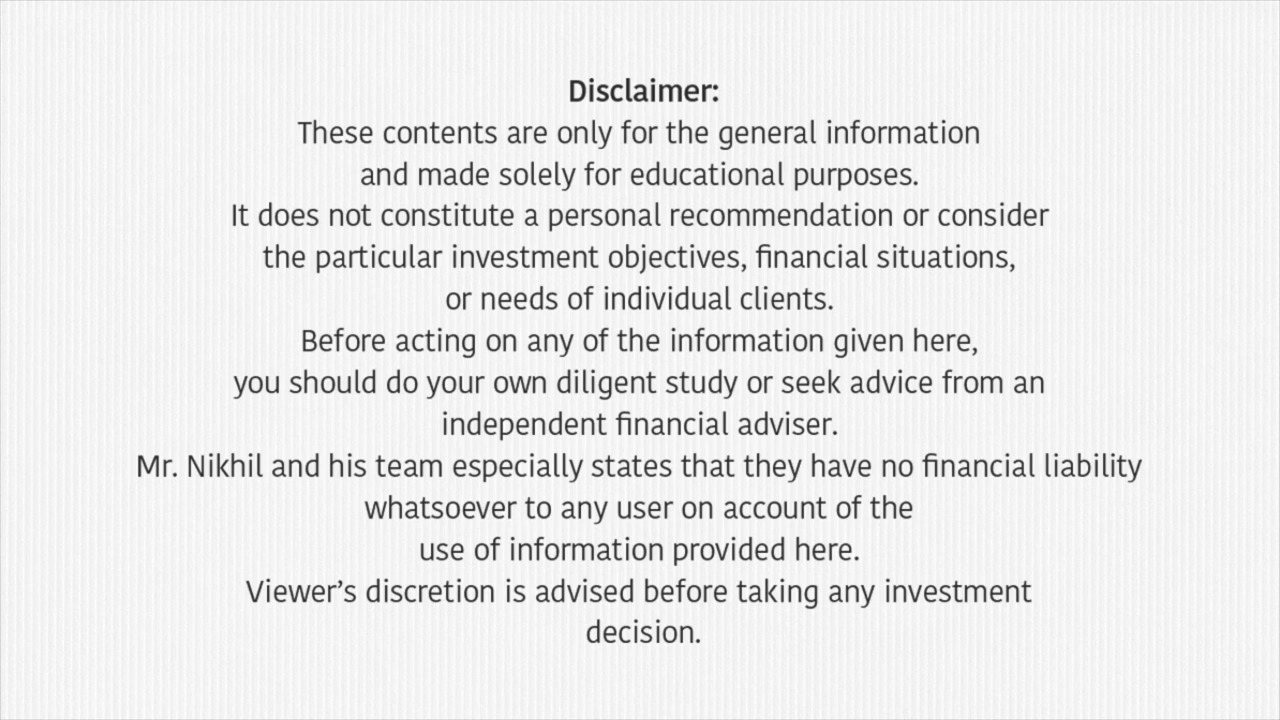 Disclaimer:
These contents are only for the general information
and made solely for educational purposes.
It does not constitute a personal recommendation or consider
the particular investment objectives, financial situations,
or needs of individual clients.
Before acting on any of the information given here,
you should do your own diligent study or seek advice from an
independent financial adviser.
Mr. Nikhil and his team especially states that they have no financial liability
whatsoever to any user on account of the
use of information provided here.
Viewer’s discretion is advised before taking any investment
decision.